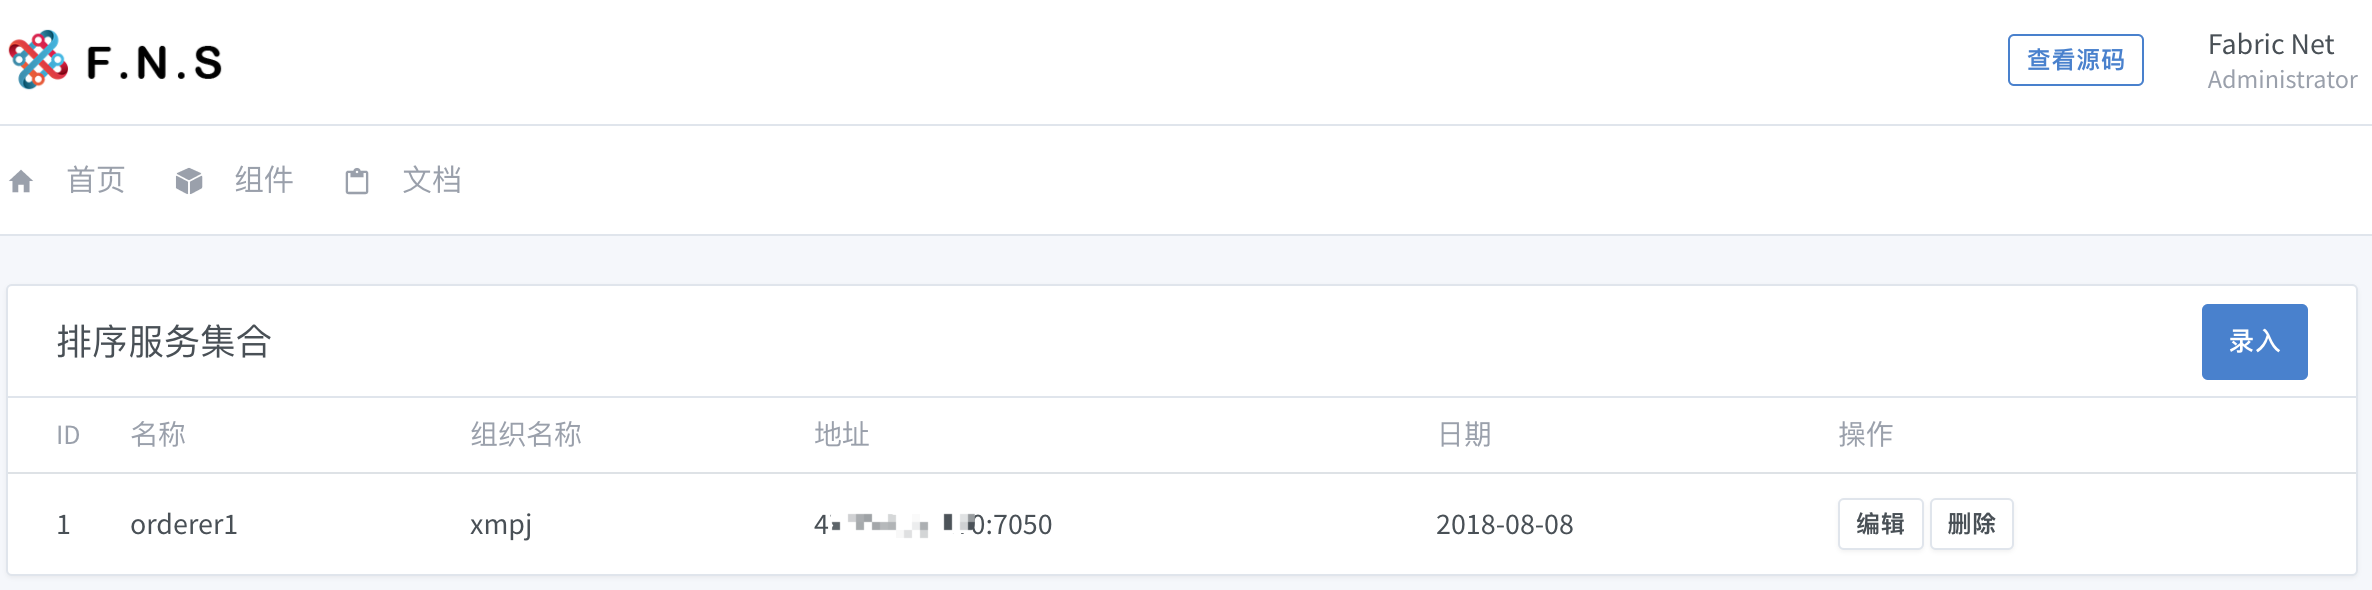 F.N.S
查看源码
Fabric Net
Administrator
首页 组件 文档
排序服务集合
录入
ID 名称 组织名称 地址 日期 操作
1 orderer1 xmpj 0:7050 2018-08-08 编辑 删除